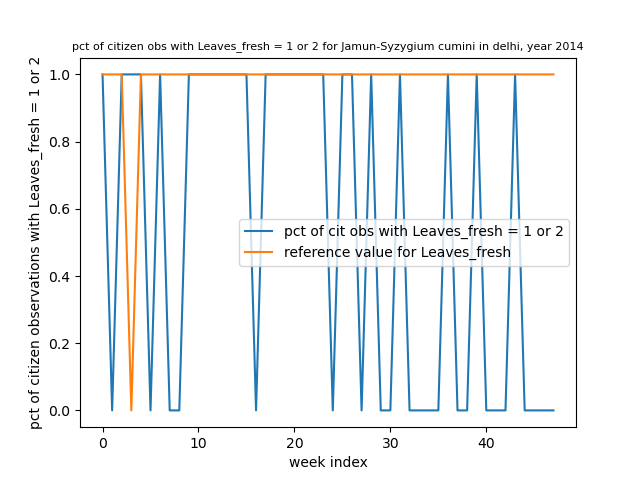 pct of citizen obs with Leaves_fresh = 1 or 2 for Jamun-Syzygium cumini in delhi, year 2014
pct of citizen observations with Leaves_fresh = 1 or 2
1.0
0.8
0.6
0.4
0.2
0.0
pct of cit obs with Leaves_fresh = 1 or 2
reference value for Leaves_fresh
0
10
20
30
40
week index